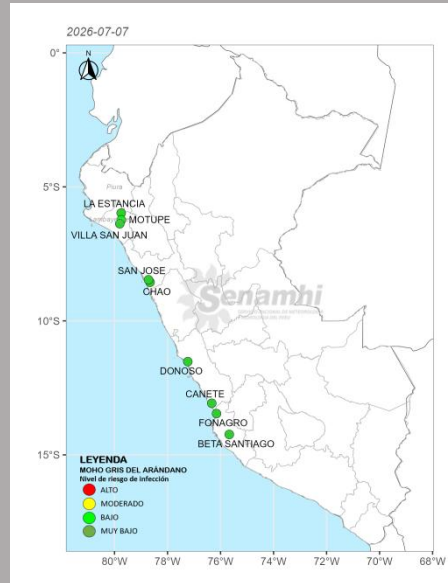 2026-07-07
0°
N
5°S
Piura
LA ESTANCIA
MOTUPE
VILLA SAN JUAN
SAN JOSE
CHAO
Senamhi
10°S
DONOSO
CANETE
FONAGRO
BETA SANTIAGO
15°S
LEYENDA
MOHO GRIS DEL ARÁNDANO
Nivel de riesgo de infección
ALTO
MODERADO
BAJO
MUY BAJO
80°W 78°W 76°W 74°W 72°W 70°W 68°W